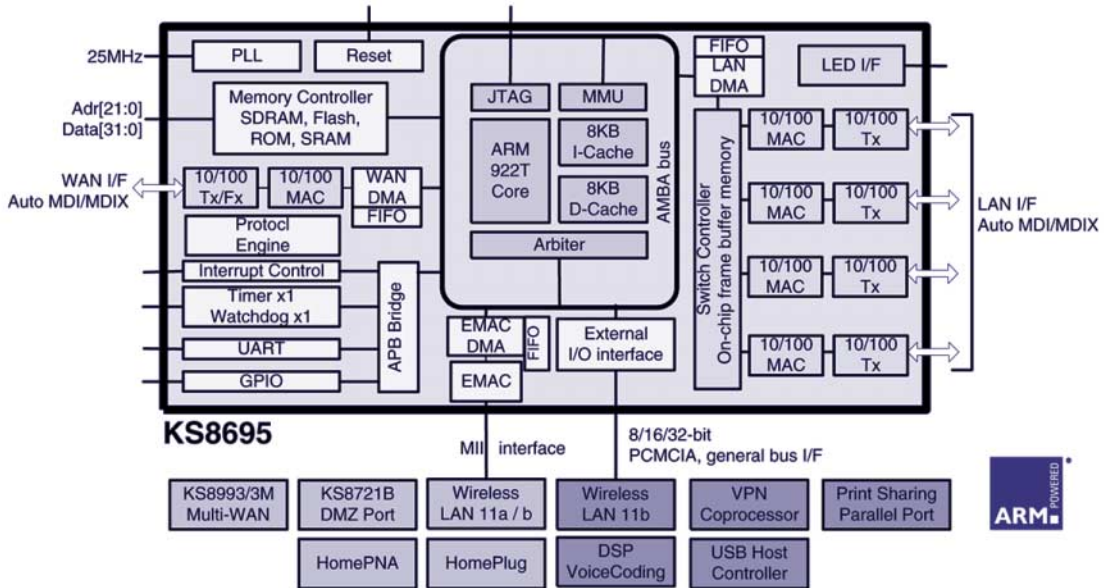 25MHz
PLL
Reset
Adr[21:0]
Data[31:0]
Memory Controller
SDRAM, Flash,
ROM, SRAM
WAN I/F
Auto MDI/MDIX
10/100
Tx/Fx
10/100
MAC
WAN
DMA
FIFO
Protocl
Engine
Interrupt Control
Timer x1
Watchdog x1
UART
GPIO
APB Bridge
JTAG
MMU
ARM
922T
Core
8KB
I-Cache
8KB
D-Cache
Arbiter
AMBA bus
EMAC
DMA
FIFO
EMAC
External
I/O interface
FIFO
LAN
DMA
LED I/F
Switch Controller
On-chip frame buffer memory
10/100
MAC
10/100
Tx
10/100
MAC
10/100
Tx
10/100
MAC
10/100
Tx
10/100
MAC
10/100
Tx
LAN I/F
Auto MDI/MDIX
KS8695
MII interface
8/16/32-bit
PCMCIA, general bus I/F
KS8993/3M
Multi-WAN
KS8721B
DMZ Port
Wireless
LAN 11a / b
Wireless
LAN 11b
VPN
Coprocessor
Print Sharing
Parallel Port
HomePNA
HomePlug
DSP
VoiceCoding
USB Host
Controller
ARM
POWERED